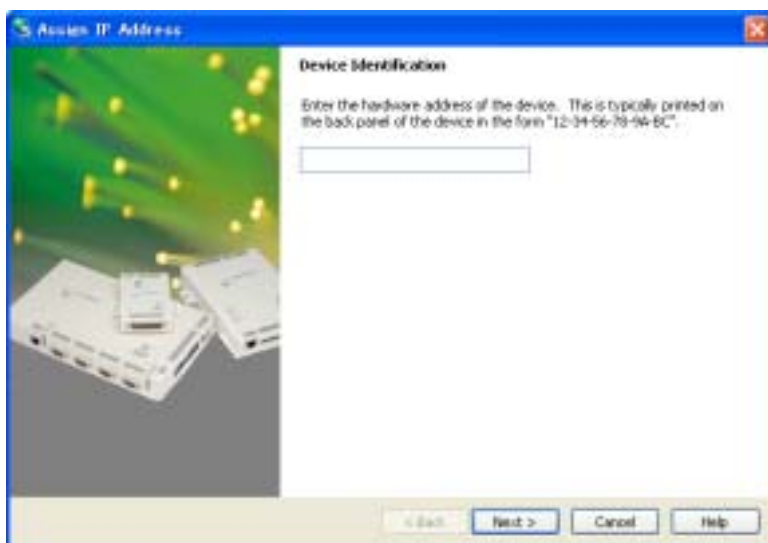 Assign IP Address
Device Identification
Enter the hardware address of the device. This is typically printed on
the back panel of the device in the form "12-34-56-78-9A-BC".
< Back
Next >
Cancel
Help